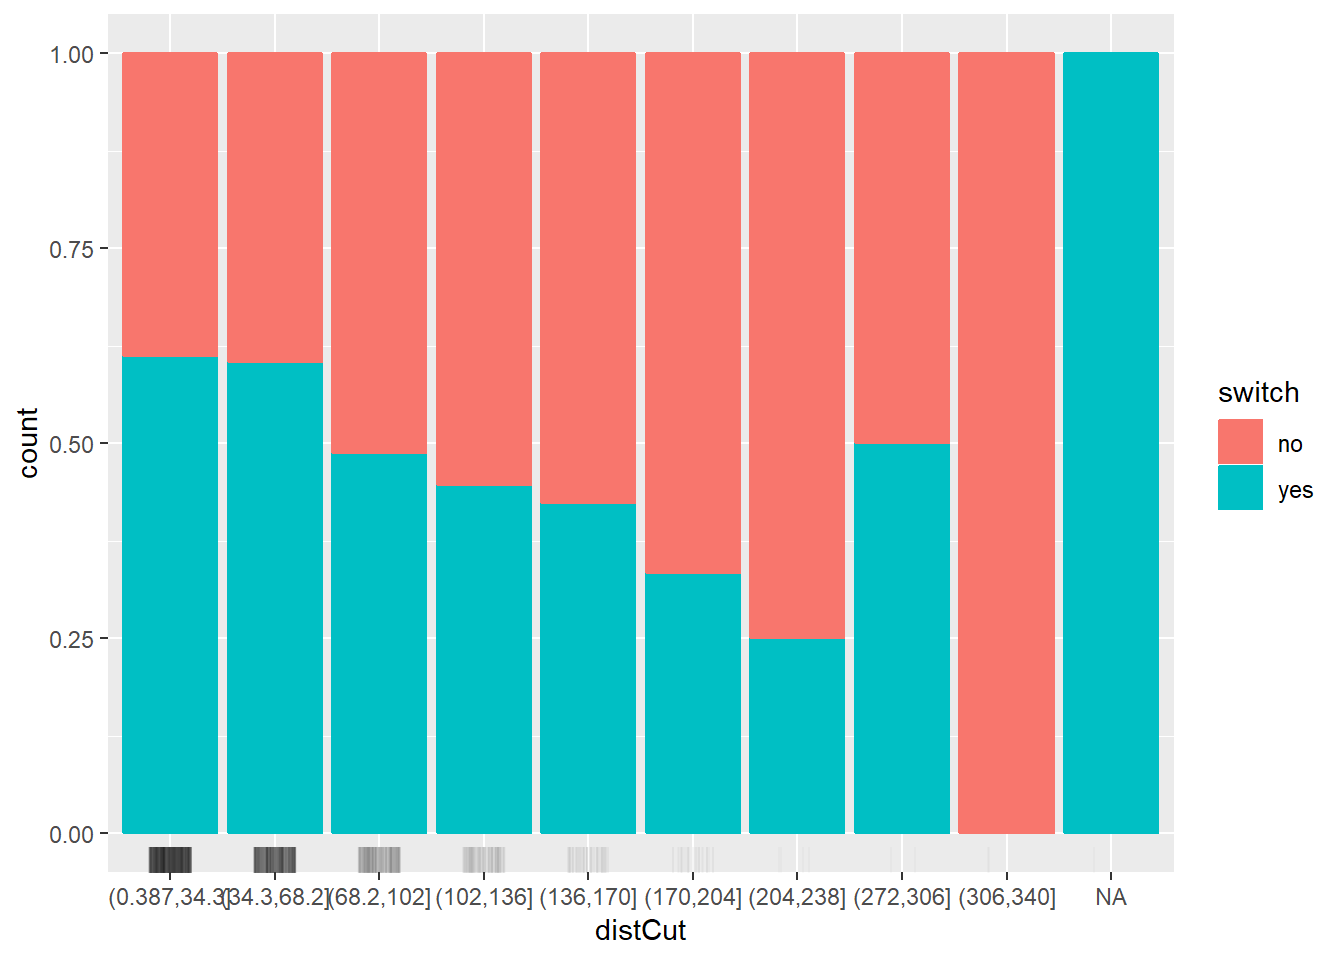 1.00
0.75
0.50
0.25
0.00
count
(0.387,34.3]
(34.3,68.2]
(68.2,102]
(102,136]
(136,170]
(170,204]
(204,238]
(272,306]
(306,340]
NA
distCut
switch
no
yes